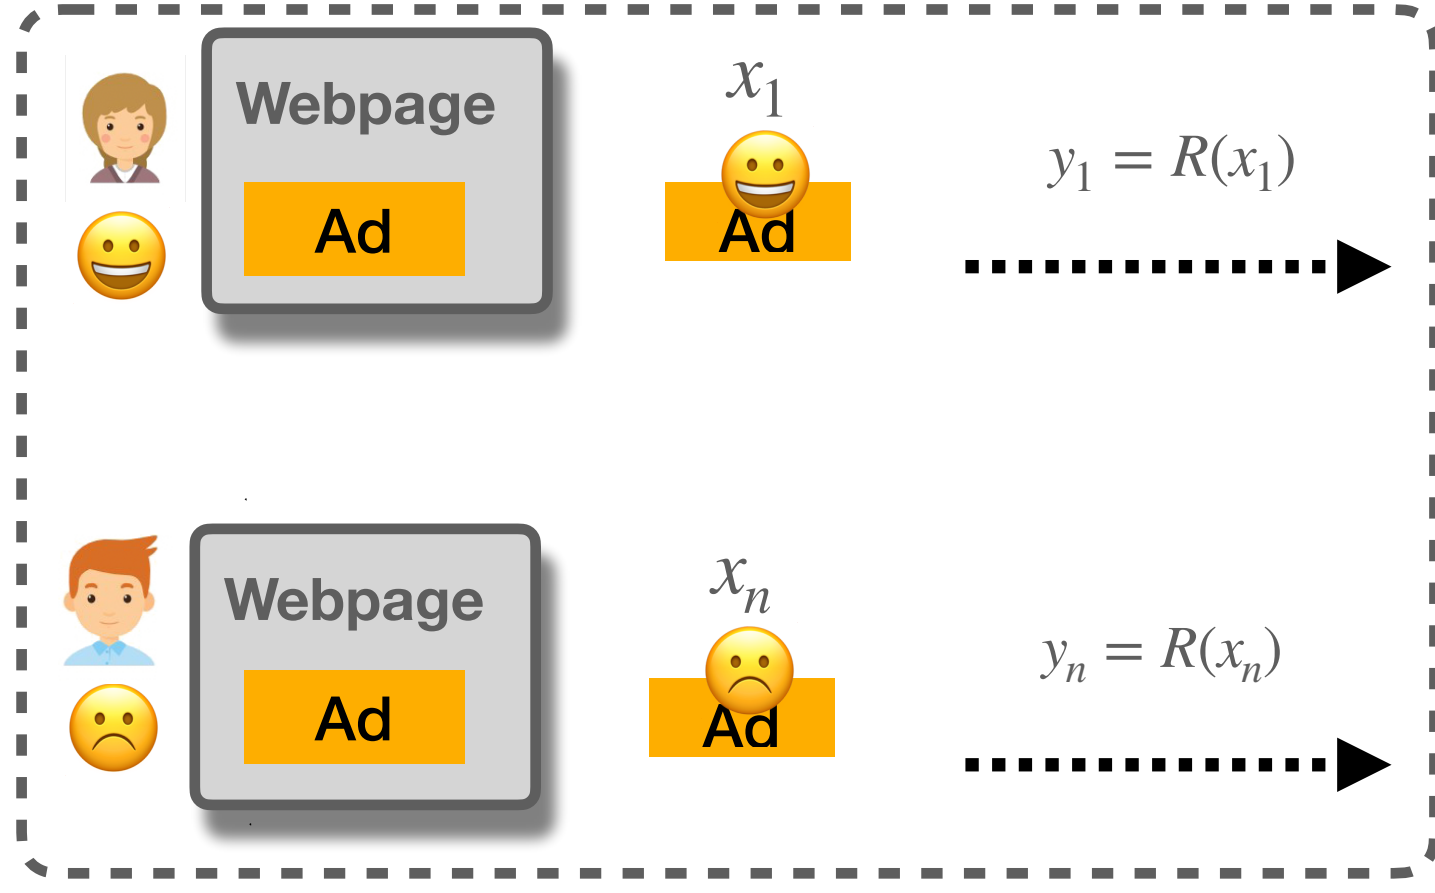 Webpage
Ad
x₁
Ad
y₁ = R(x₁)
Webpage
Ad
xₙ
Ad
yₙ = R(xₙ)